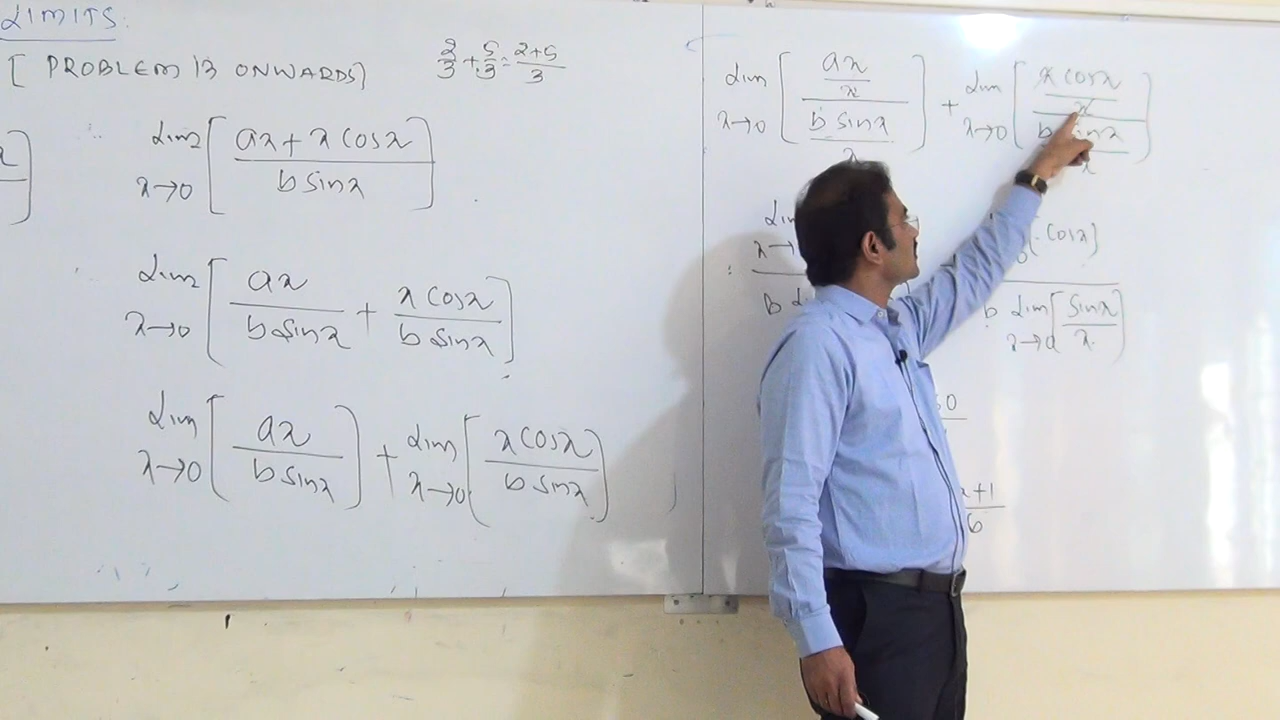 LIMITS:
[ PROBLEM 13 ONWARDS]
2/3 + 5/3 = 2+5/3
lim x→0 [ax + x cosx / b sinx]
lim x→0 [ax / b sinx + x cosx / b sinx]
lim x→0 [ax / b sinx] + lim x→0 [x cosx / b sinx]
lim x→0 [ax / x / b sinx / x] + lim x→0 [x cosx / x / b sinx / x]
cosx)
b lim x→0 [sinx / x]
+1